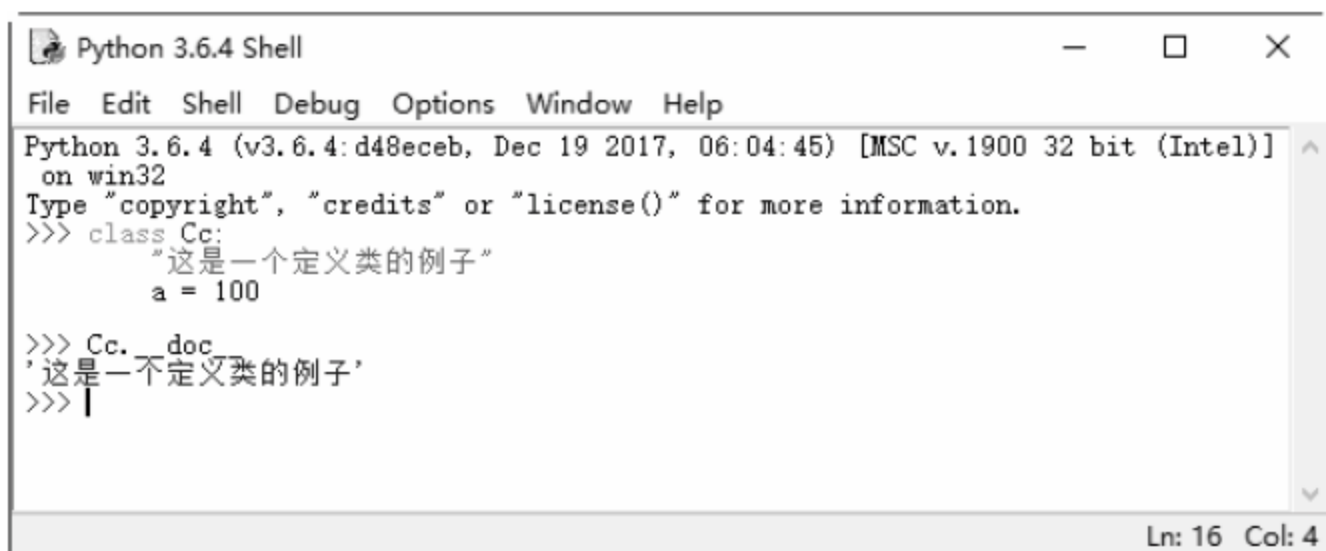 Python 3.6.4 Shell
File Edit Shell Debug Options Window Help
Python 3.6.4 (v3.6.4:d48eceb, Dec 19 2017, 06:04:45) [MSC v.1900 32 bit (Intel)]
on win32
Type "copyright", "credits" or "license()" for more information.
>>> class Cc:
"这是一个定义类的例子"
a = 100
>>> Cc.__doc__
'这是一个定义类的例子'
>>>
Ln: 16 Col: 4